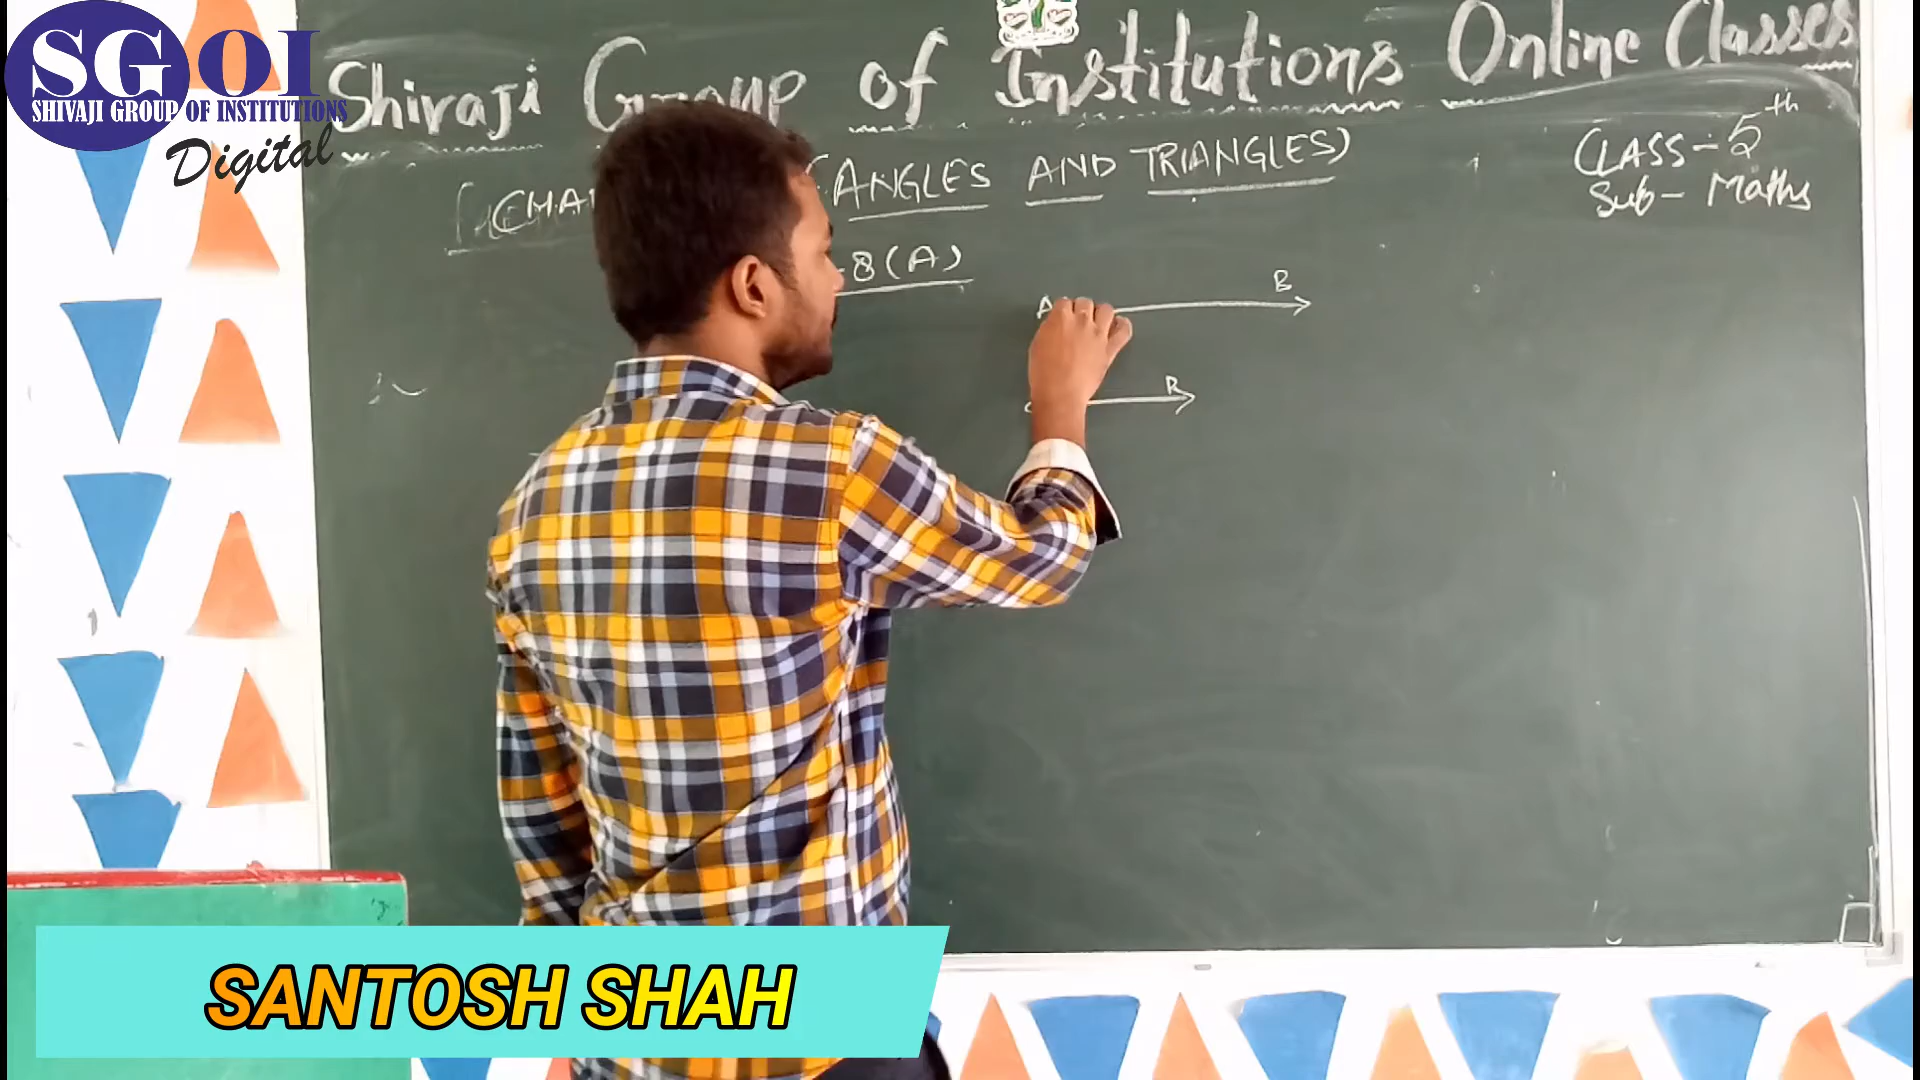 SGOI
SHIVAJI GROUP OF INSTITUTIONS
Digital
Shivaji Group of Institutions Online Classes
(CHA (ANGLES AND TRIANGLES)
CLASS - 5th
Sub - Maths
-8(A)
A B
R
SANTOSH SHAH